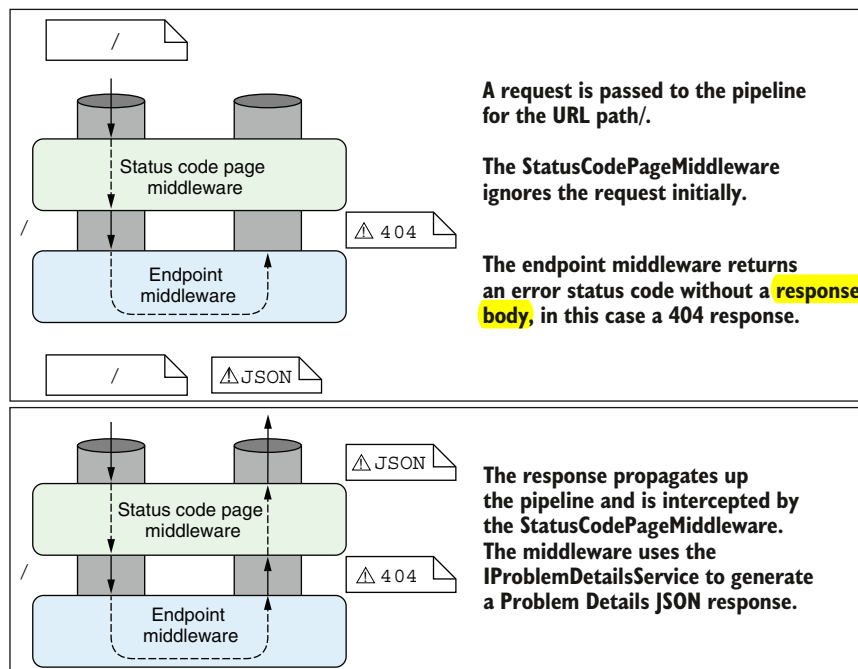 /
A request is passed to the pipeline
for the URL path/.
Status code page
middleware
The StatusCodePageMiddleware
ignores the request initially.
/
⚠ 404
Endpoint
middleware
The endpoint middleware returns
an error status code without a response
body, in this case a 404 response.
/
⚠JSON
⚠JSON
Status code page
middleware
The response propagates up
the pipeline and is intercepted by
the StatusCodePageMiddleware.
The middleware uses the
IProblemDetailsService to generate
a Problem Details JSON response.
/
⚠ 404
Endpoint
middleware